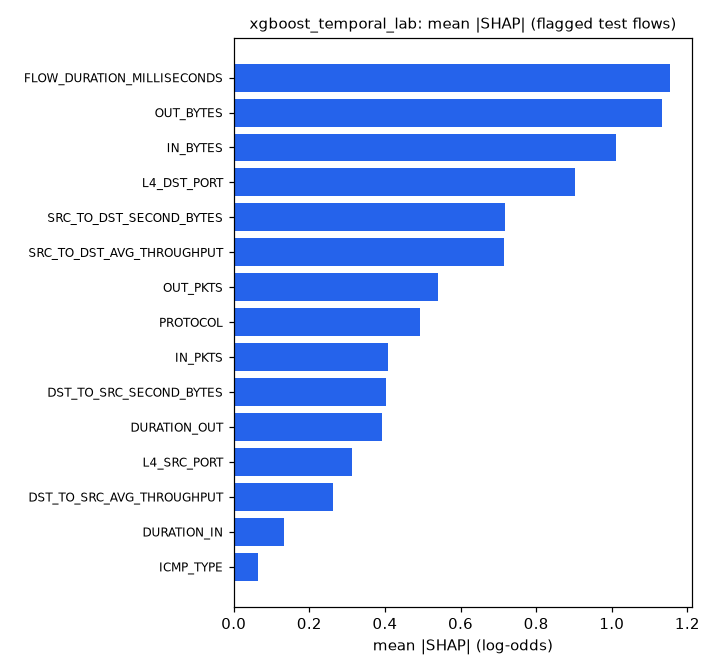 xgboost_temporal_lab: mean |SHAP| (flagged test flows)
FLOW_DURATION_MILLISECONDS
OUT_BYTES
IN_BYTES
L4_DST_PORT
SRC_TO_DST_SECOND_BYTES
SRC_TO_DST_AVG_THROUGHPUT
OUT_PKTS
PROTOCOL
IN_PKTS
DST_TO_SRC_SECOND_BYTES
DURATION_OUT
L4_SRC_PORT
DST_TO_SRC_AVG_THROUGHPUT
DURATION_IN
ICMP_TYPE
0.0 0.2 0.4 0.6 0.8 1.0 1.2
mean |SHAP| (log-odds)